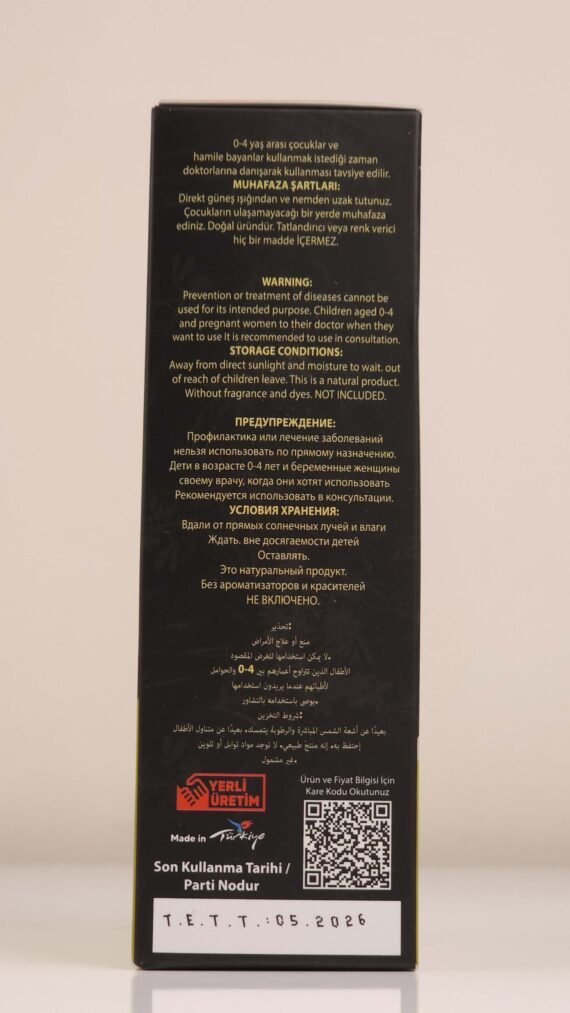 0-4 yaş arası çocuklar ve
hamile bayanlar kullanmak istediği zaman
doktorlarına danışarak kullanması tavsiye edilir.
MUHAFAZA ŞARTLARI:
Direkt güneş ışığından ve nemden uzak tutunuz.
Çocukların ulaşamayacağı bir yerde muhafaza
ediniz. Doğal üründür. Tatlandırıcı veya renk verici
hiç bir madde İÇERMEZ.
WARNING:
Prevention or treatment of diseases cannot be
used for its intended purpose. Children aged 0-4
and pregnant women to their doctor when they
want to use It is recommended to use in consultation.
STORAGE CONDITIONS:
Away from direct sunlight and moisture to wait. out
of reach of children leave. This is a natural product.
Without fragrance and dyes. NOT INCLUDED.
ПРЕДУПРЕЖДЕНИЕ:
Профилактика или лечение заболеваний
нельзя использовать по прямому назначению.
Дети в возрасте 0-4 лет и беременные женщины
своему врачу, когда они хотят использовать
Рекомендуется использовать в консультации.
УСЛОВИЯ ХРАНЕНИЯ:
Вдали от прямых солнечных лучей и влаги
Ждать. вне досягаемости детей
Оставлять.
Это натуральный продукт.
Без ароматизаторов и красителей
НЕ ВКЛЮЧЕНО.
تحذير:
منع أو علاج الأمراض
لا يمكن استخدامها للغرض المقصود.
الأطفال الذين تتراوح أعمارهم بين 4-0 والحوامل
لأطبائهم عندما يريدون استخدامها
يوصى باستخدامه بالتشاور.
شروط التخزين:
بعيدًا عن أشعة الشمس المباشرة والرطوبة يتمسك. بعيدًا عن متناول الأطفال
إحتفظ به. إنه منتج طبيعي. لا توجد مواد توابل أو تلوين
غير مشمول.
YERLİ
ÜRETİM
Made in Türkiye
Ürün ve Fiyat Bilgisi İçin
Kare Kodu Okutunuz
Son Kullanma Tarihi /
Parti Nodur
T.E.T.T.:05.2026